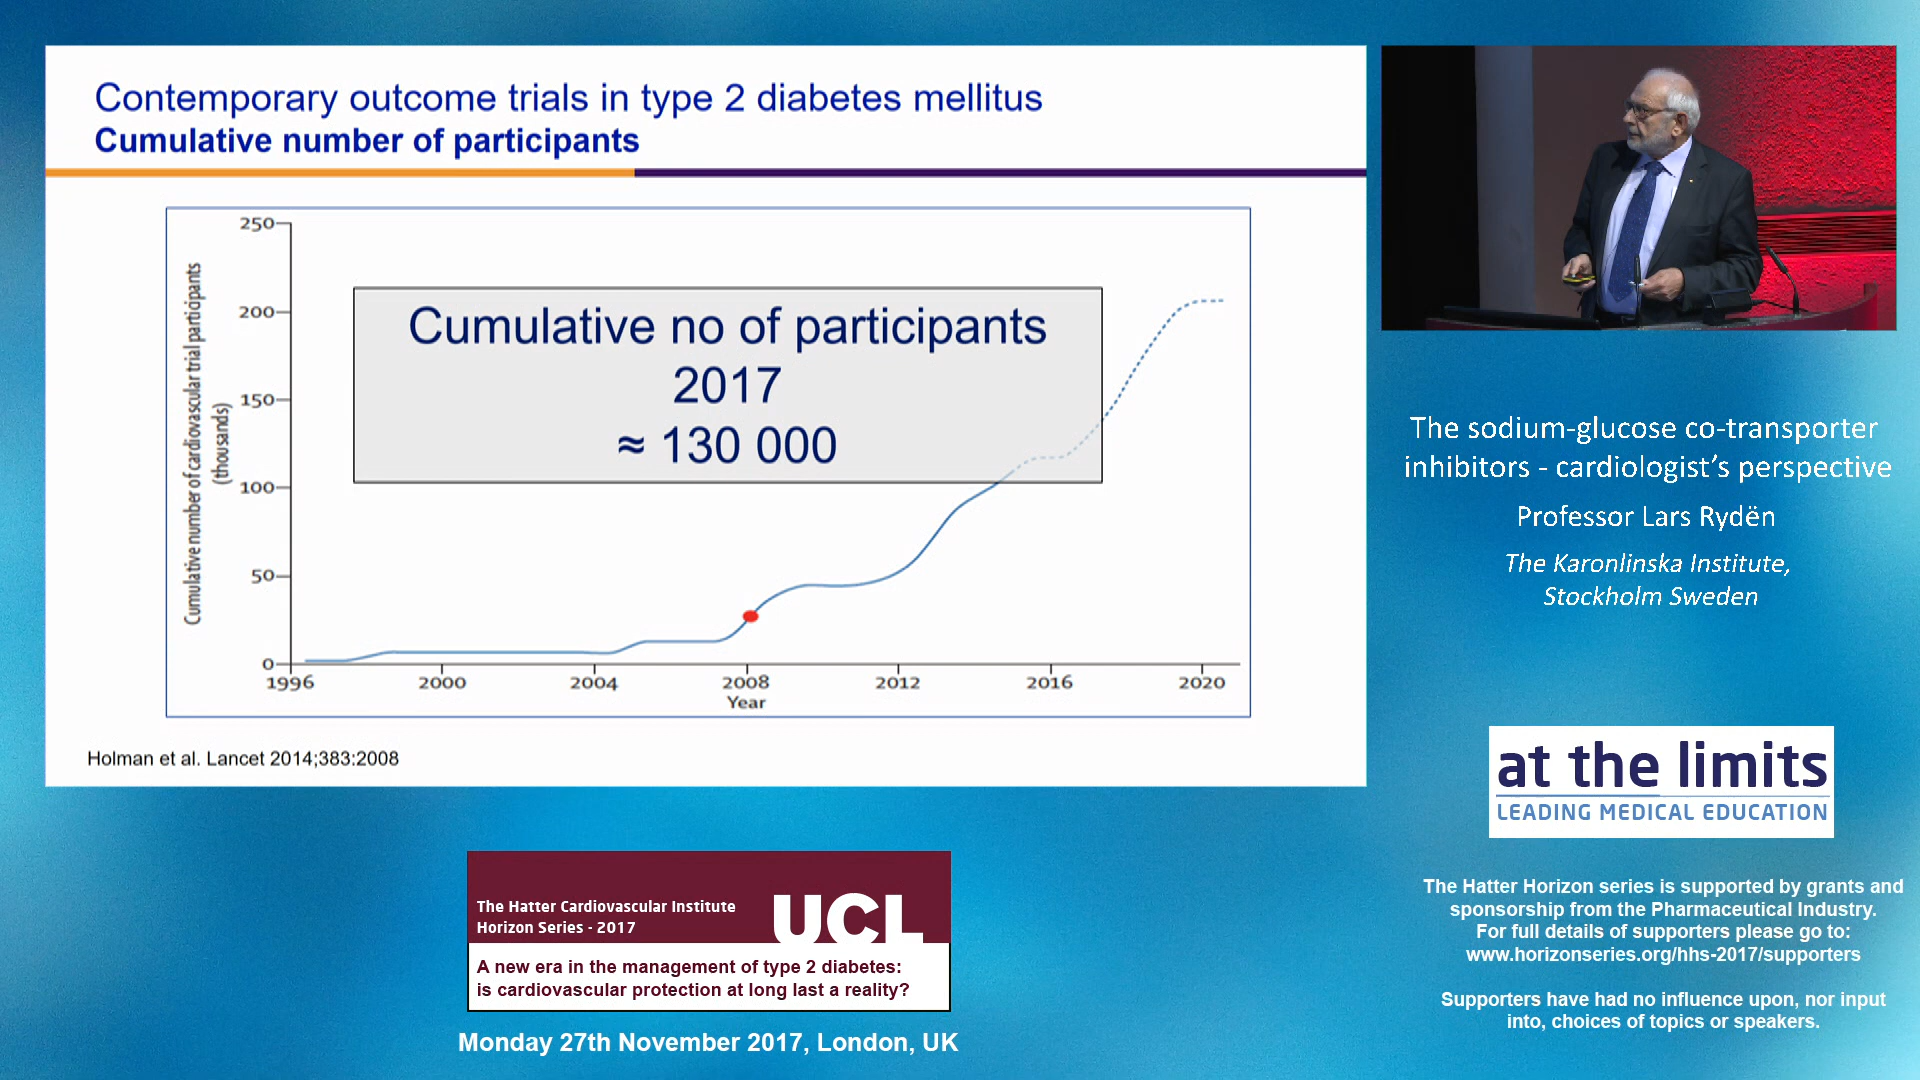 Contemporary outcome trials in type 2 diabetes mellitus
Cumulative number of participants
Cumulative number of cardiovascular trial participants
(thousands)
250
200
150
100
50
0
Cumulative no of participants
2017
≈ 130 000
1996
2000
2004
2008
2012
2016
2020
Year
Holman et al. Lancet 2014;383:2008
The sodium-glucose co-transporter
inhibitors - cardiologist's perspective
Professor Lars Rydën
The Karonlinska Institute,
Stockholm Sweden
at the limits
LEADING MEDICAL EDUCATION
The Hatter Horizon series is supported by grants and
sponsorship from the Pharmaceutical Industry.
For full details of supporters please go to:
www.horizonseries.org/hhs-2017/supporters
Supporters have had no influence upon, nor input
into, choices of topics or speakers.
The Hatter Cardiovascular Institute
Horizon Series - 2017
UCL
A new era in the management of type 2 diabetes:
is cardiovascular protection at long last a reality?
Monday 27th November 2017, London, UK